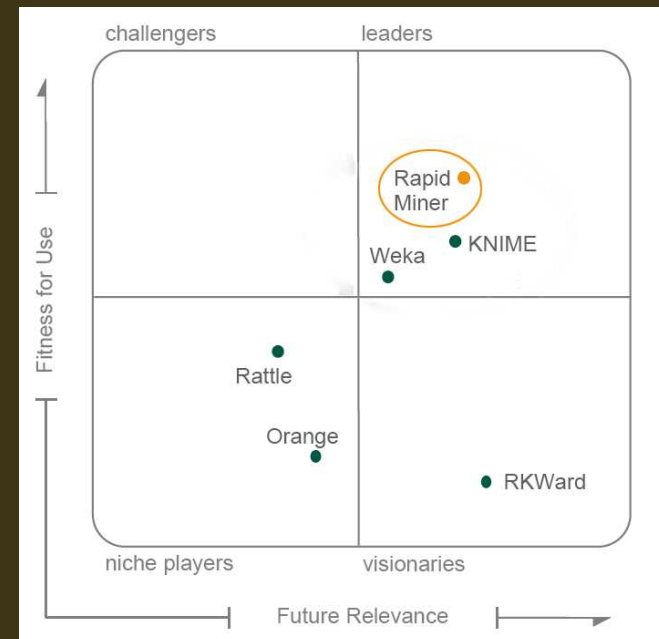 challengers
leaders
Rapid
Miner
KNIME
Weka
Fitness for Use
Rattle
Orange
RKWard
niche players
visionaries
Future Relevance